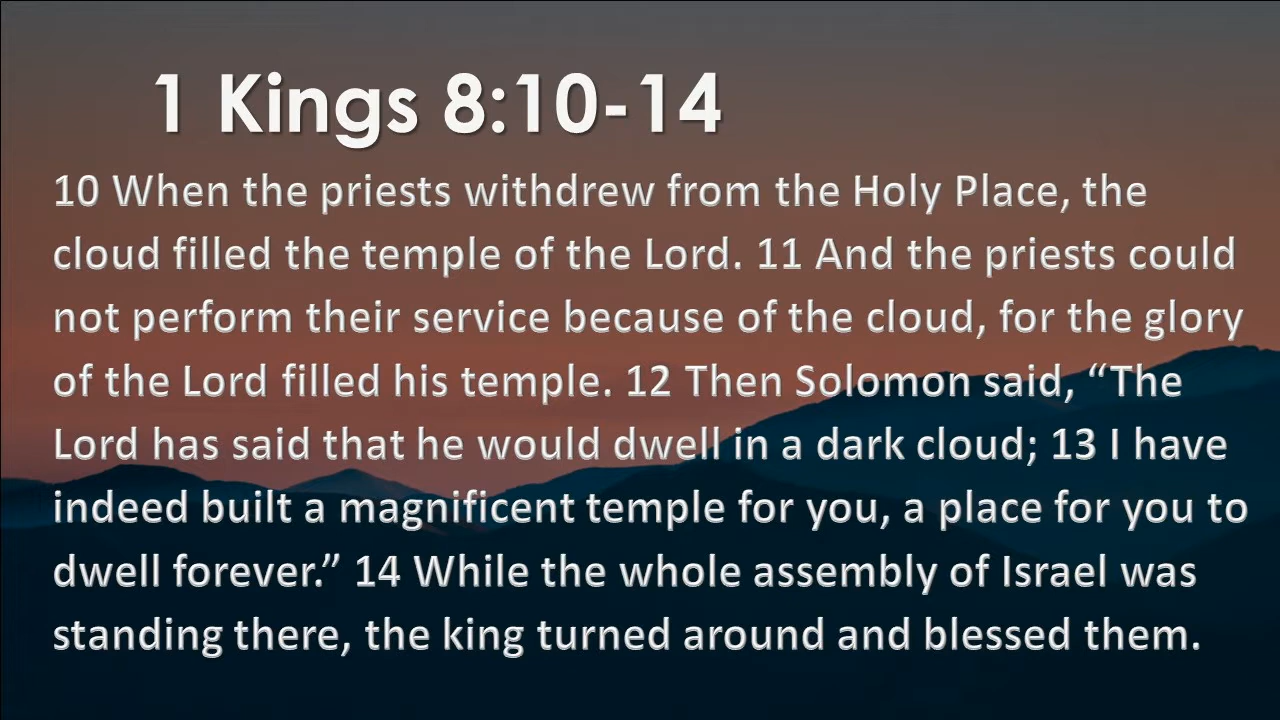 1 Kings 8:10-14
10 When the priests withdrew from the Holy Place, the
cloud filled the temple of the Lord. 11 And the priests could
not perform their service because of the cloud, for the glory
of the Lord filled his temple. 12 Then Solomon said, “The
Lord has said that he would dwell in a dark cloud; 13 I have
indeed built a magnificent temple for you, a place for you to
dwell forever.” 14 While the whole assembly of Israel was
standing there, the king turned around and blessed them.